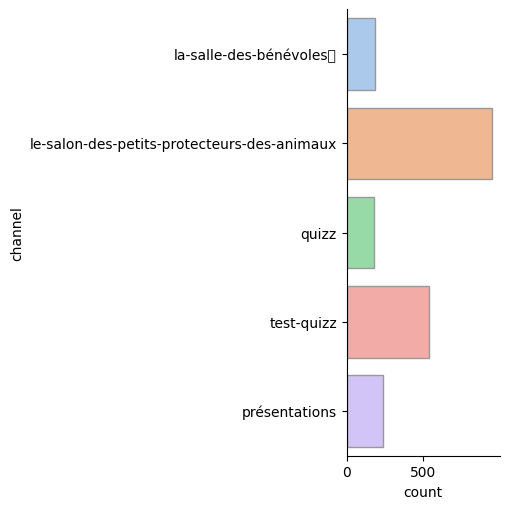 la-salle-des-bénévoles
le-salon-des-petits-protecteurs-des-animaux
quizz
test-quizz
présentations
channel
0
500
count